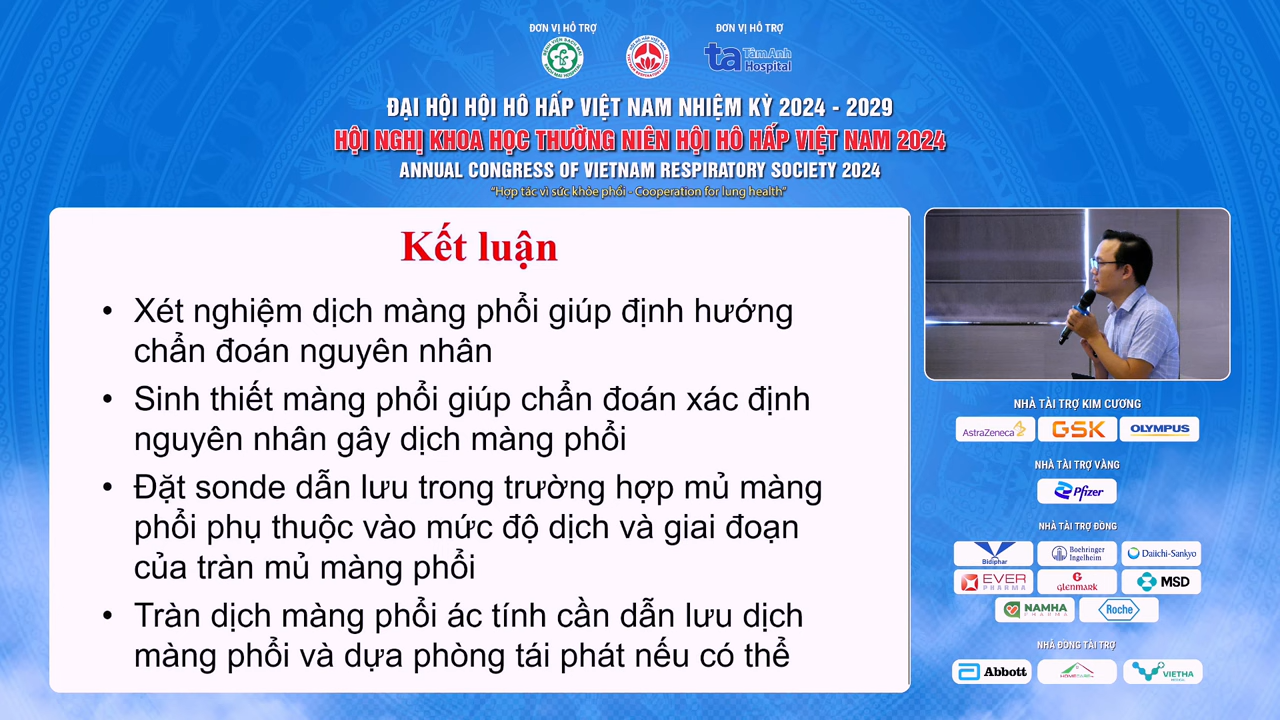 ĐƠN VỊ HỖ TRỢ
ĐƠN VỊ HỖ TRỢ
ta TâmAnh
Hospital
ĐẠI HỘI HỘI HÔ HẤP VIỆT NAM NHIỆM KỲ 2024 - 2029
HỘI NGHỊ KHOA HỌC THƯỜNG NIÊN HỘI HÔ HẤP VIỆT NAM 2024
ANNUAL CONGRESS OF VIETNAM RESPIRATORY SOCIETY 2024
"Hợp tác vì sức khỏe phổi - Cooperation for lung health"
Kết luận
• Xét nghiệm dịch màng phổi giúp định hướng
chẩn đoán nguyên nhân
• Sinh thiết màng phổi giúp chẩn đoán xác định
nguyên nhân gây dịch màng phổi
• Đặt sonde dẫn lưu trong trường hợp mủ màng
phổi phụ thuộc vào mức độ dịch và giai đoạn
của tràn mủ màng phổi
• Tràn dịch màng phổi ác tính cần dẫn lưu dịch
màng phổi và dựa phòng tái phát nếu có thể
NHÀ TÀI TRỢ KIM CƯƠNG
AstraZeneca GSK OLYMPUS
NHÀ TÀI TRỢ VÀNG
Pfizer
NHÀ TÀI TRỢ ĐỒNG
Bidiphar Boehringer Ingelheim Daiichi-Sankyo
EVER PHARMA GLENMARK MSD
NAMHA PHARMA Roche
NHÀ ĐỒNG TÀI TRỢ
Abbott VIETHA